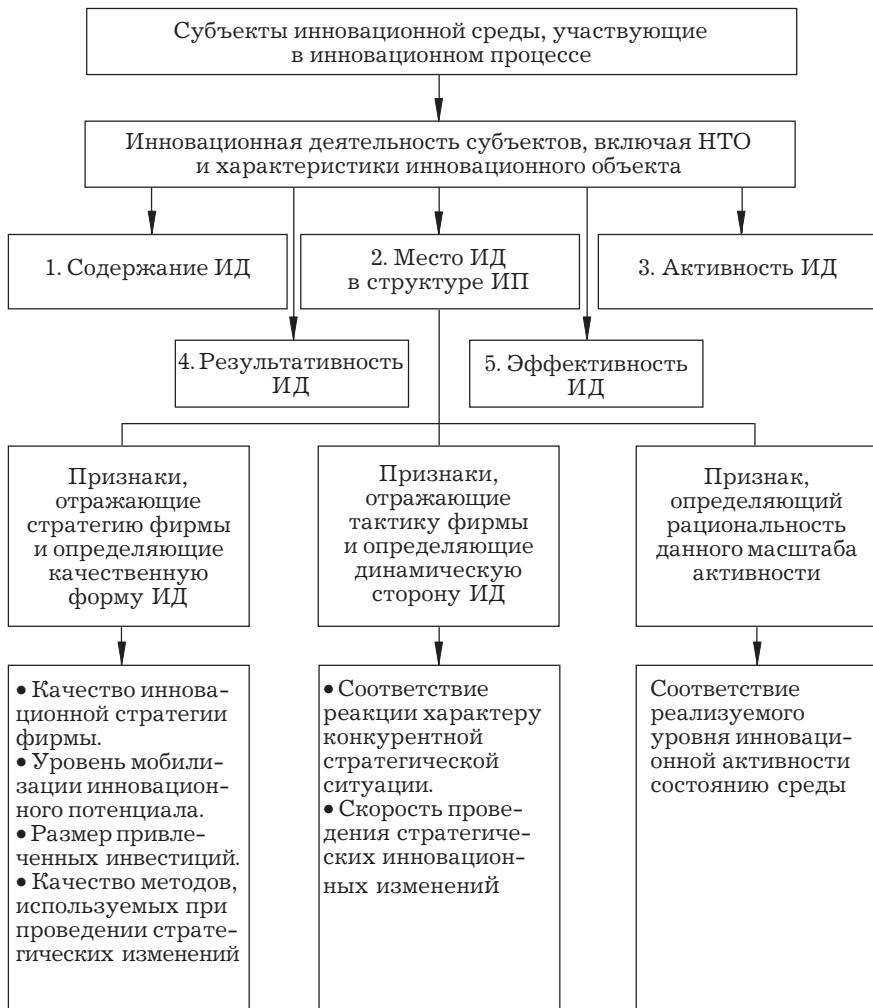 Субъекты инновационной среды, участвующие
в инновационном процессе
Инновационная деятельность субъектов, включая НТО
и характеристики инновационного объекта
1. Содержание ИД
2. Место ИД
в структуре ИП
3. Активность ИД
4. Результативность
ИД
5. Эффективность
ИД
Признаки,
отражающие
стратегию фирмы
и определяющие
качественную
форму ИД
Признаки,
отражающие
тактику фирмы
и определяющие
динамическую
сторону ИД
Признак,
определяющий
рациональность
данного масштаба
активности
• Качество иннова-
ционной стратегии
фирмы.
• Уровень мобили-
зации инновацион-
ного потенциала.
• Размер привле-
ченных инвестиций.
• Качество методов,
используемых при
проведении страте-
гических изменений
• Соответствие
реакции характеру
конкурентной
стратегической
ситуации.
• Скорость прове-
дения стратегиче-
ских инновацион-
ных изменений
Соответствие
реализуемого
уровня инноваци-
онной активности
состоянию среды